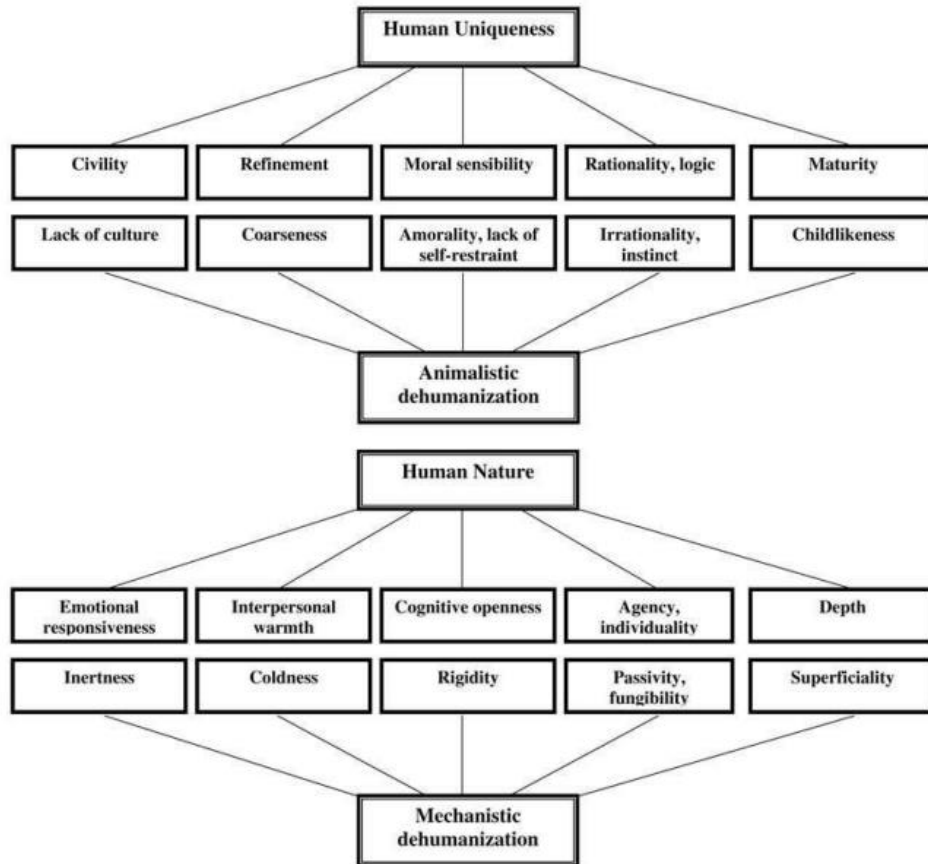 Human Uniqueness
Civility
Refinement
Moral sensibility
Rationality, logic
Maturity
Lack of culture
Coarseness
Amorality, lack of
self-restraint
Irrationality,
instinct
Childlikeness
Animalistic
dehumanization
Human Nature
Emotional
responsiveness
Interpersonal
warmth
Cognitive openness
Agency,
individuality
Depth
Inertness
Coldness
Rigidity
Passivity,
fungibility
Superficiality
Mechanistic
dehumanization